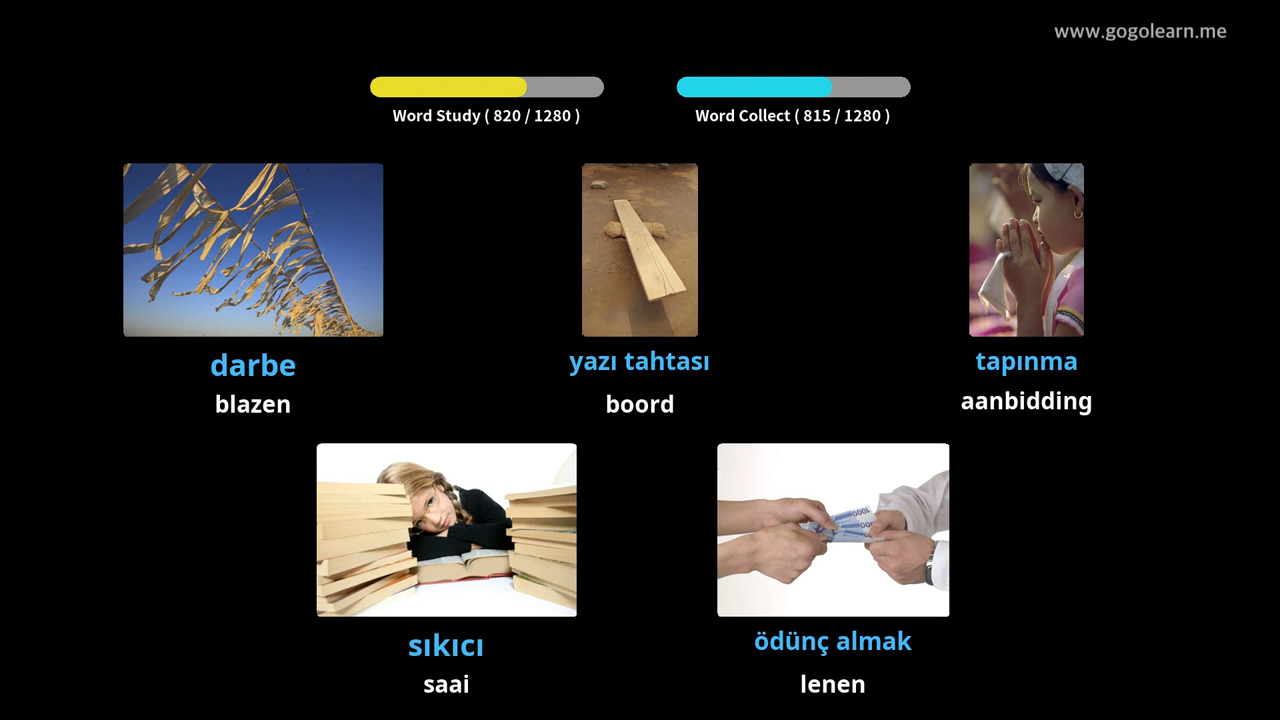 www.gogolearn.me
Word Study ( 820 / 1280 )
Word Collect ( 815 / 1280 )
darbe
blazen
yazı tahtası
boord
tapınma
aanbidding
sıkıcı
saai
ödünç almak
lenen